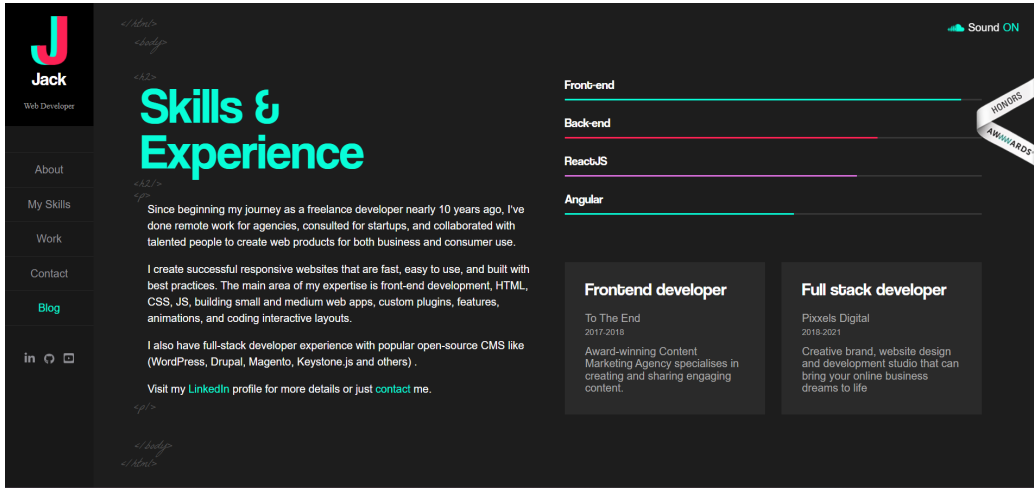 J
Jack
Web Developer
About
My Skills
Work
Contact
Blog
in
</html>
<body>
<h1>
Skills &
Experience
<h1/>
<p>
Since beginning my journey as a freelance developer nearly 10 years ago, I've
done remote work for agencies, consulted for startups, and collaborated with
talented people to create web products for both business and consumer use.
I create successful responsive websites that are fast, easy to use, and built with
best practices. The main area of my expertise is front-end development, HTML,
CSS, JS, building small and medium web apps, custom plugins, features,
animations, and coding interactive layouts.
I also have full-stack developer experience with popular open-source CMS like
(WordPress, Drupal, Magento, Keystone.js and others) .
Visit my LinkedIn profile for more details or just contact me.
<p/>
</body>
</html>
Sound ON
Front-end
Back-end
ReactJS
Angular
HONORS
AWWWARDS
Frontend developer
To The End
2017-2018
Award-winning Content
Marketing Agency specialises in
creating and sharing engaging
content.
Full stack developer
Pixxels Digital
2018-2021
Creative brand, website design
and development studio that can
bring your online business
dreams to life